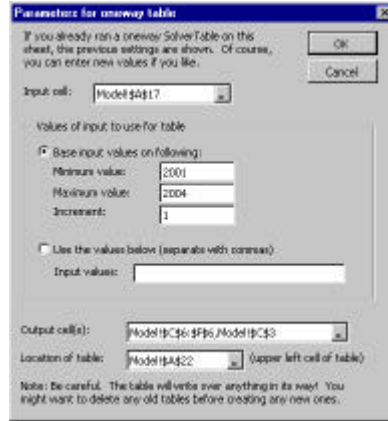 Parameters for oneway table
If you already ran a oneway SolverTable on this
sheet, the previous settings are shown. Of course,
you can enter new values if you like.
OK
Cancel
Input cell: Model!$A$17
Values of input to use for table
Base input values on following:
Minimum value: 2001
Maximum value: 2004
Increment: 1
Use the values below (separate with commas)
Input values:
Output cell(s): Model!$C$6:$F$6,Model!$C$3
Location of table: Model!$A$22 (upper left cell of table)
Note: Be careful. The table will write over anything in its way! You
might want to delete any old tables before creating any new ones.